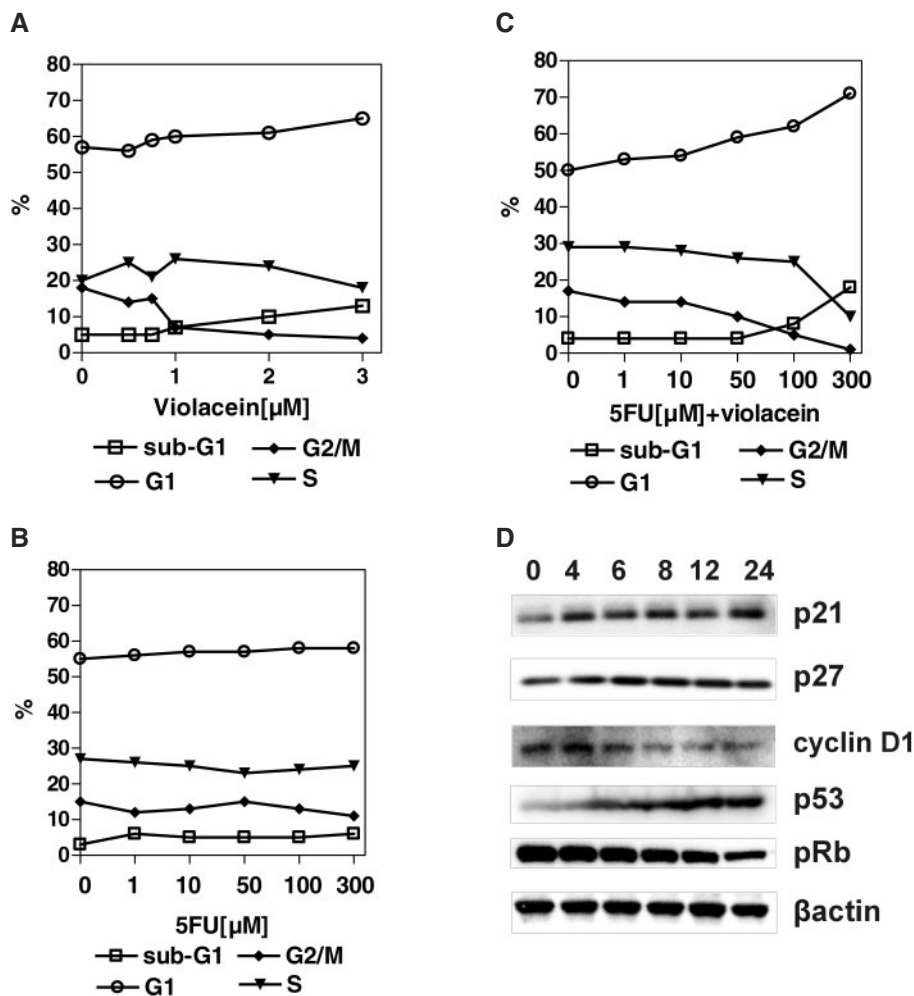 A
80
70
60
50
40
30
20
10
0
%
0 1 2 3
Violacein[µM]
sub-G1 G2/M
G1 S
B
80
70
60
50
40
30
20
10
0
%
0 1 10 50 100 300
5FU[µM]
sub-G1 G2/M
G1 S
C
80
70
60
50
40
30
20
10
0
%
0 1 10 50 100 300
5FU[µM]+violacein
sub-G1 G2/M
G1 S
D
0 4 6 8 12 24
p21
p27
cyclin D1
p53
pRb
βactin